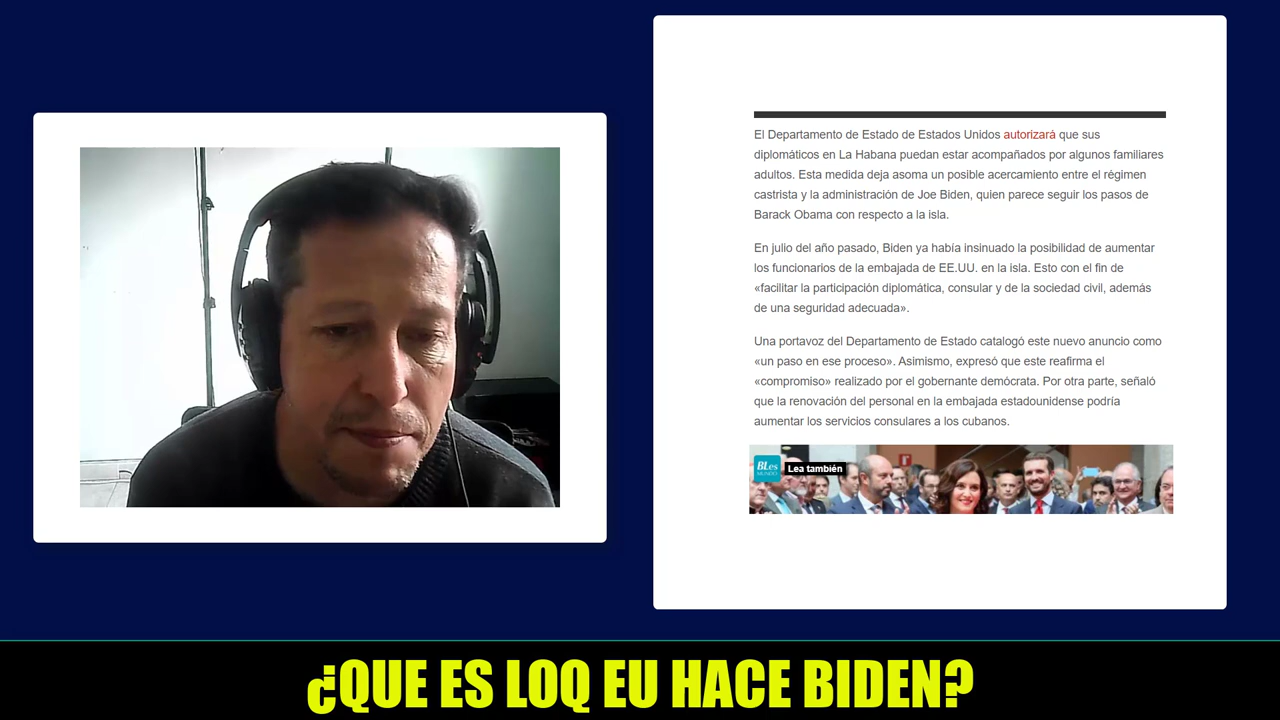 El Departamento de Estado de Estados Unidos autorizará que sus
diplomáticos en La Habana puedan estar acompañados por algunos familiares
adultos. Esta medida deja asoma un posible acercamiento entre el régimen
castrista y la administración de Joe Biden, quien parece seguir los pasos de
Barack Obama con respecto a la isla.
En julio del año pasado, Biden ya había insinuado la posibilidad de aumentar
los funcionarios de la embajada de EE.UU. en la isla. Esto con el fin de
«facilitar la participación diplomática, consular y de la sociedad civil, además
de una seguridad adecuada».
Una portavoz del Departamento de Estado catalogó este nuevo anuncio como
«un paso en ese proceso». Asimismo, expresó que este reafirma el
«compromiso» realizado por el gobernante demócrata. Por otra parte, señaló
que la renovación del personal en la embajada estadounidense podría
aumentar los servicios consulares a los cubanos.
BLes
MUNDO
Lea también
¿QUE ES LOQ EU HACE BIDEN?